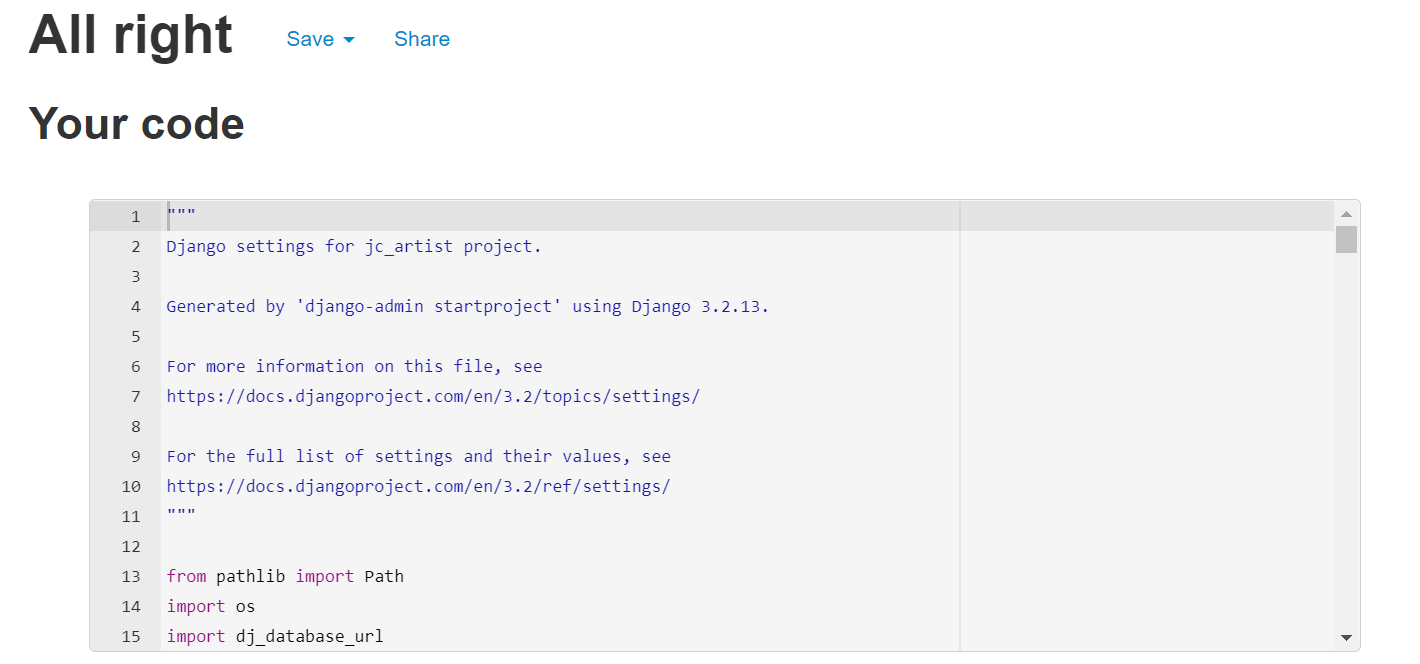 All right Save Share
Your code
1 """
2 Django settings for jc_artist project.
3
4 Generated by 'django-admin startproject' using Django 3.2.13.
5
6 For more information on this file, see
7 https://docs.djangoproject.com/en/3.2/topics/settings/
8
9 For the full list of settings and their values, see
10 https://docs.djangoproject.com/en/3.2/ref/settings/
11 """
12
13 from pathlib import Path
14 import os
15 import dj_database_url